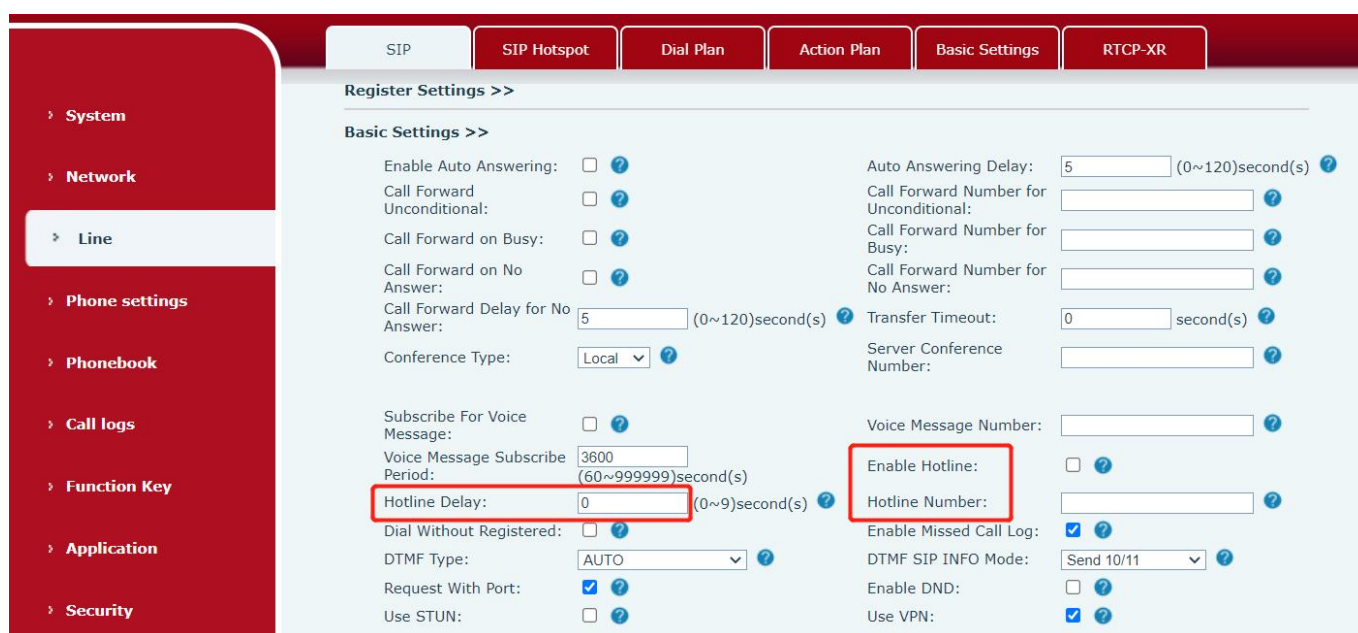 SIP
SIP Hotspot
Dial Plan
Action Plan
Basic Settings
RTCP-XR
› System
› Network
› Line
› Phone settings
› Phonebook
› Call logs
› Function Key
› Application
› Security
Register Settings >>
Basic Settings >>
Enable Auto Answering: ?
Auto Answering Delay: 5 (0~120)second(s) ?
Call Forward
Unconditional: ?
Call Forward Number for
Unconditional: ?
Call Forward on Busy: ?
Call Forward Number for
Busy: ?
Call Forward on No
Answer: ?
Call Forward Number for
No Answer: ?
Call Forward Delay for No
Answer: 5 (0~120)second(s) ?
Transfer Timeout: 0 second(s) ?
Conference Type: Local ?
Server Conference
Number: ?
Subscribe For Voice
Message: ?
Voice Message Number: ?
Voice Message Subscribe
Period: 3600
(60~999999)second(s)
Enable Hotline: ?
Hotline Delay: 0 (0~9)second(s) ?
Hotline Number: ?
Dial Without Registered: ?
Enable Missed Call Log: ?
DTMF Type: AUTO ?
DTMF SIP INFO Mode: Send 10/11 ?
Request With Port: ?
Enable DND: ?
Use STUN: ?
Use VPN: ?